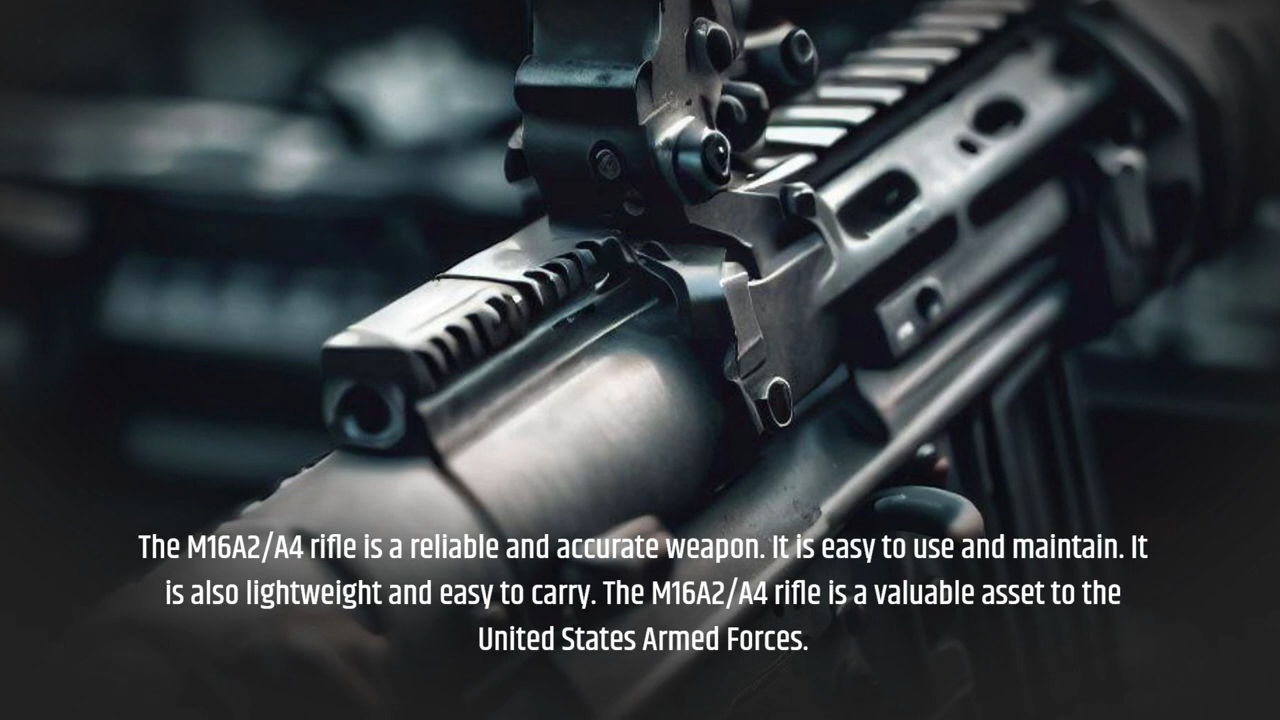 The M16A2/A4 rifle is a reliable and accurate weapon. It is easy to use and maintain. It
is also lightweight and easy to carry. The M16A2/A4 rifle is a valuable asset to the
United States Armed Forces.